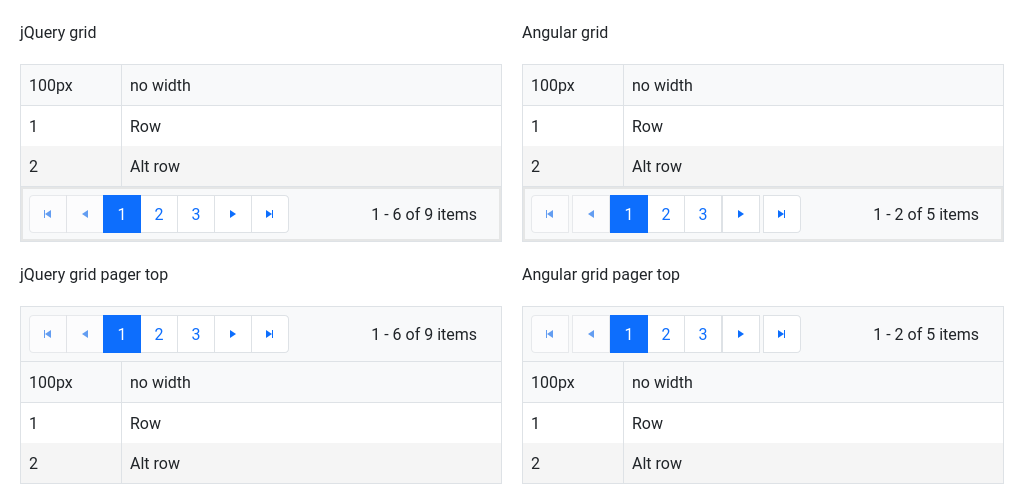 jQuery grid
100px no width
1 Row
2 Alt row
1 2 3 1 - 6 of 9 items
Angular grid
100px no width
1 Row
2 Alt row
1 2 3 1 - 2 of 5 items
jQuery grid pager top
1 2 3 1 - 6 of 9 items
100px no width
1 Row
2 Alt row
Angular grid pager top
1 2 3 1 - 2 of 5 items
100px no width
1 Row
2 Alt row